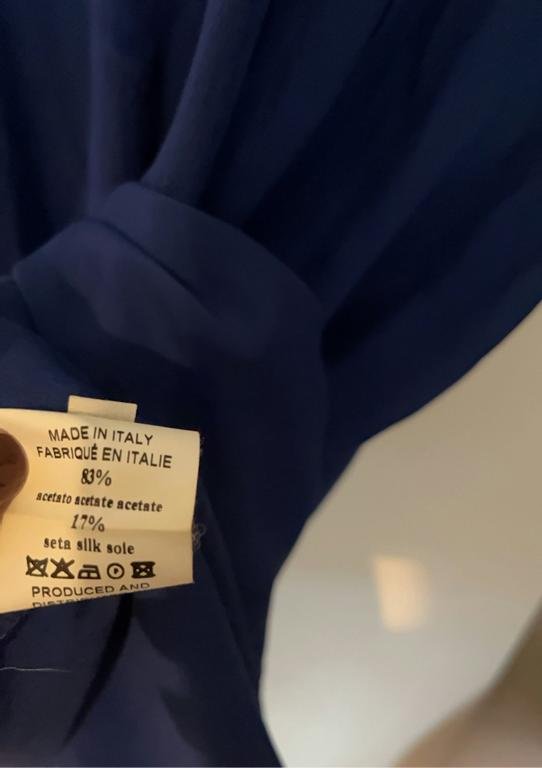 MADE IN ITALY
FABRIQUÉ EN ITALIE
83%
acetato acetate acetate
17%
seta silk sole
PRODUCED AND